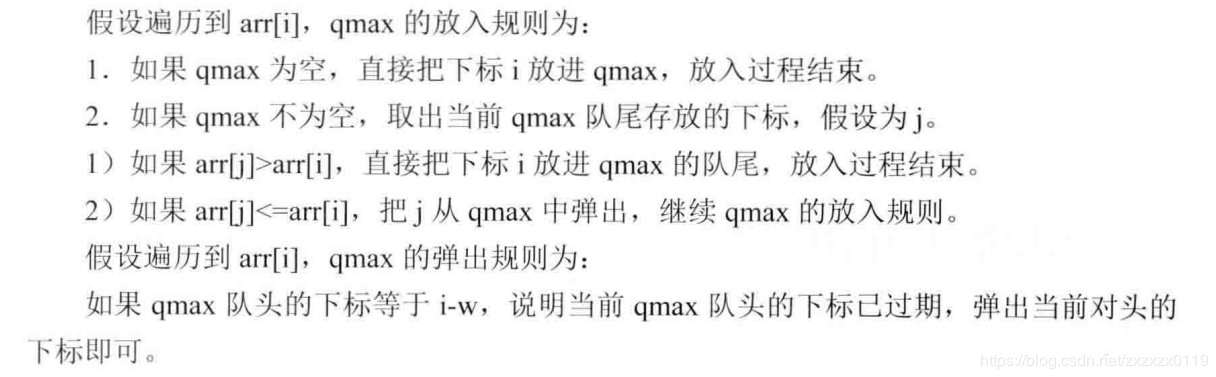 假设遍历到 arr[i]，qmax 的放入规则为：
1．如果 qmax 为空，直接把下标 i 放进 qmax，放入过程结束。
2．如果 qmax 不为空，取出当前 qmax 队尾存放的下标，假设为 j。
1）如果 arr[j]>arr[i]，直接把下标 i 放进 qmax 的队尾，放入过程结束。
2）如果 arr[j]<=arr[i]，把 j 从 qmax 中弹出，继续 qmax 的放入规则。
假设遍历到 arr[i]，qmax 的弹出规则为：
如果 qmax 队头的下标等于 i-w，说明当前 qmax 队头的下标已过期，弹出当前对头的
下标即可。
https://blog.csdn.net/zxzxzx0119